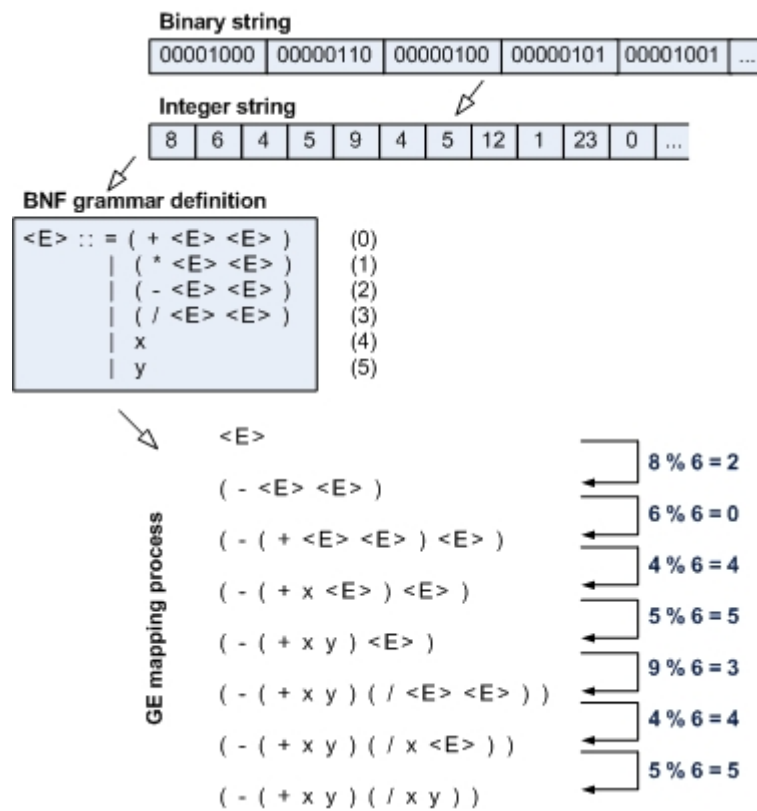 Binary string
00001000 00000110 00000100 00000101 00001001 ...
Integer string
8 6 4 5 9 4 5 12 1 23 0 ...
BNF grammar definition
<E> :: = ( + <E> <E> ) (0)
| ( * <E> <E> ) (1)
| ( - <E> <E> ) (2)
| ( / <E> <E> ) (3)
| x (4)
| y (5)
GE mapping process
<E>
8 % 6 = 2
( - <E> <E> )
6 % 6 = 0
( - ( + <E> <E> ) <E> )
4 % 6 = 4
( - ( + x <E> ) <E> )
5 % 6 = 5
( - ( + x y ) <E> )
9 % 6 = 3
( - ( + x y ) ( / <E> <E> ) )
4 % 6 = 4
( - ( + x y ) ( / x <E> ) )
5 % 6 = 5
( - ( + x y ) ( / x y ) )